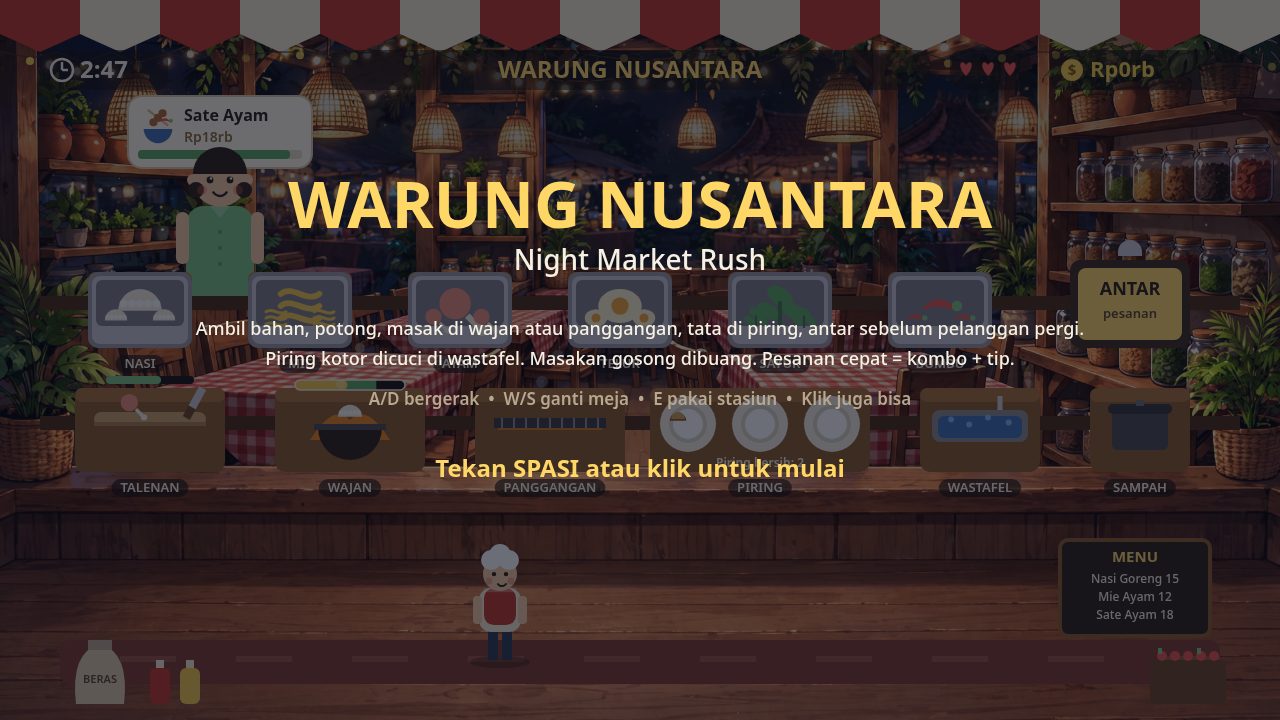 2:47
WARUNG NUSANTARA
Rp0rb
Sate Ayam
Rp18rb
WARUNG NUSANTARA
Night Market Rush
ANTAR
pesanan
Ambil bahan, potong, masak di wajan atau panggangan, tata di piring, antar sebelum pelanggan pergi.
NASI
Piring kotor dicuci di wastafel. Masakan gosong dibuang. Pesanan cepat = kombo + tip.
A/D bergerak • W/S ganti meja • E pakai stasiun • Klik juga bisa
Piring bersih: 2
Tekan SPASI atau klik untuk mulai
TALENAN
WAJAN
PANGGANGAN
PIRING
WASTAFEL
SAMPAH
MENU
Nasi Goreng 15
Mie Ayam 12
Sate Ayam 18
BERAS